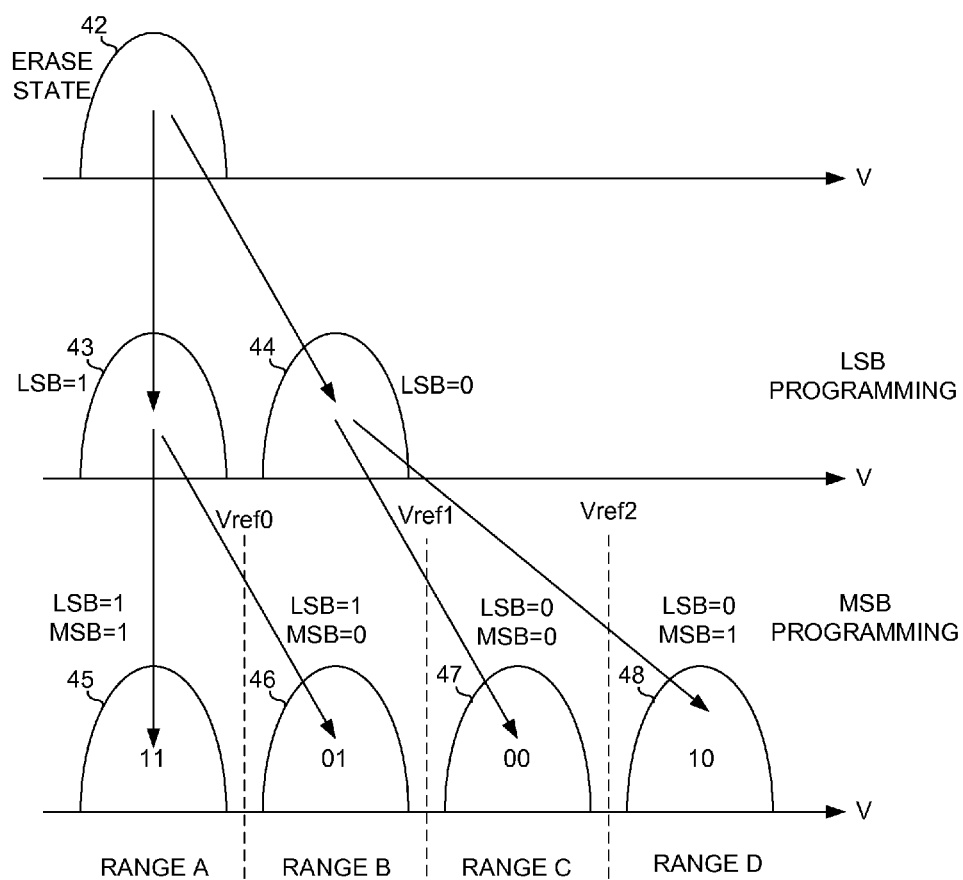 42
ERASE
STATE
V
43
LSB=1
44
LSB=0
LSB
PROGRAMMING
V
Vref0
Vref1
Vref2
LSB=1
MSB=1
LSB=1
MSB=0
LSB=0
MSB=0
LSB=0
MSB=1
MSB
PROGRAMMING
45
46
47
48
11
01
00
10
V
RANGE A
RANGE B
RANGE C
RANGE D